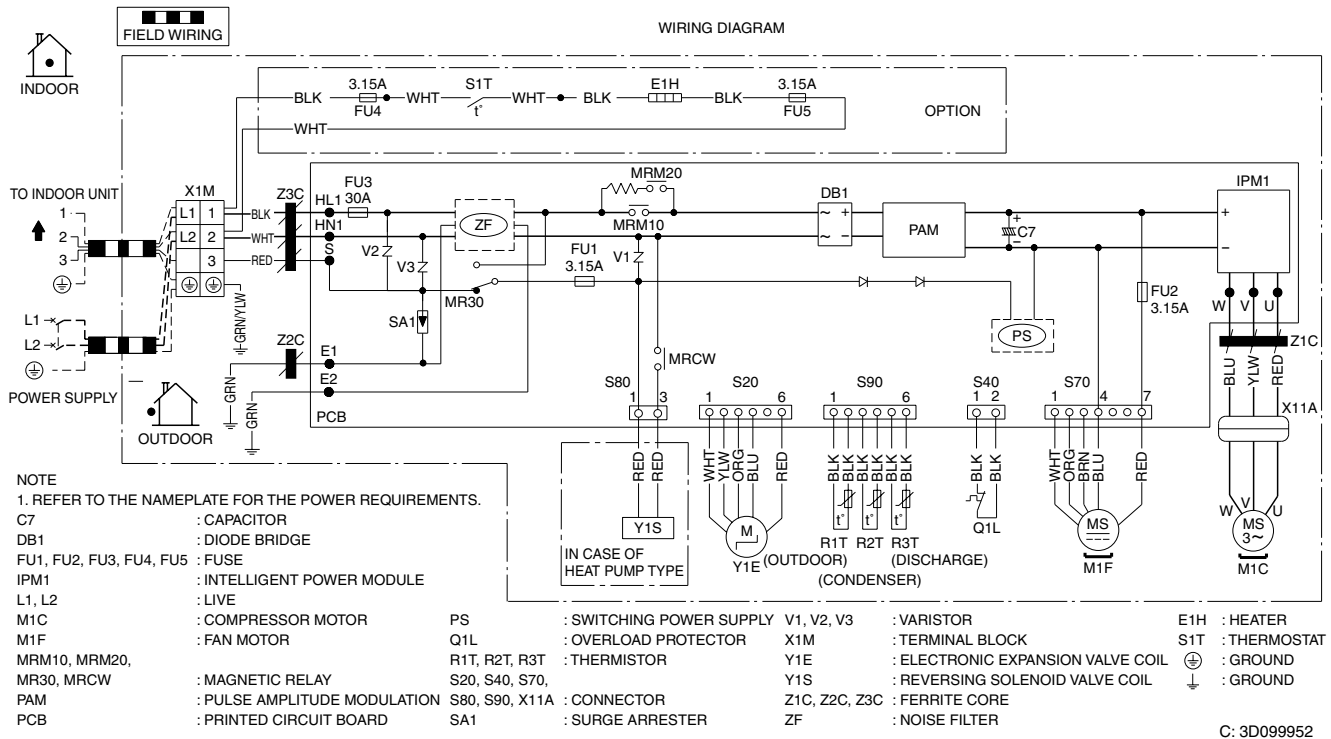 WIRING DIAGRAM
FIELD WIRING
INDOOR
BLK 3.15A FU4 WHT S1T t° WHT BLK E1H BLK 3.15A FU5
WHT
OPTION
TO INDOOR UNIT
1
2
3
X1M
L1 1
L2 2
3
BLK
WHT
RED
Z3C
HL1
HN1
S
FU3
30A
V2
V3
ZF
MRM20
MRM10
FU1
3.15A
V1
DB1
~ +
~ −
PAM
+
−
C7
IPM1
+
−
FU2
3.15A
W V U
Z1C
MR30
SA1
PS
L1
L2
POWER SUPPLY
GRN/YLW
Z2C
E1
E2
GRN
GRN
PCB
MRCW
OUTDOOR
S80
1 3
S20
1 6
S90
1 6
S40
1 2
S70
1 4 7
BLU YLW RED
X11A
RED RED
WHT YLW ORG BLU RED
BLK BLK BLK BLK BLK BLK
BLK BLK
WHT ORG BRN BLU RED
Y1S
IN CASE OF
HEAT PUMP TYPE
M
Y1E
t° t° t°
R1T R2T R3T
(OUTDOOR) (DISCHARGE)
(CONDENSER)
Q1L
MS
M1F
W V U
MS
3~
M1C
NOTE
1. REFER TO THE NAMEPLATE FOR THE POWER REQUIREMENTS.
C7 : CAPACITOR
DB1 : DIODE BRIDGE
FU1, FU2, FU3, FU4, FU5 : FUSE
IPM1 : INTELLIGENT POWER MODULE
L1, L2 : LIVE
M1C : COMPRESSOR MOTOR
M1F : FAN MOTOR
MRM10, MRM20,
MR30, MRCW : MAGNETIC RELAY
PAM : PULSE AMPLITUDE MODULATION
PCB : PRINTED CIRCUIT BOARD
PS : SWITCHING POWER SUPPLY
Q1L : OVERLOAD PROTECTOR
R1T, R2T, R3T : THERMISTOR
S20, S40, S70,
S80, S90, X11A : CONNECTOR
SA1 : SURGE ARRESTER
V1, V2, V3 : VARISTOR
X1M : TERMINAL BLOCK
Y1E : ELECTRONIC EXPANSION VALVE COIL
Y1S : REVERSING SOLENOID VALVE COIL
Z1C, Z2C, Z3C : FERRITE CORE
ZF : NOISE FILTER
E1H : HEATER
S1T : THERMOSTAT
: GROUND
: GROUND
C: 3D099952